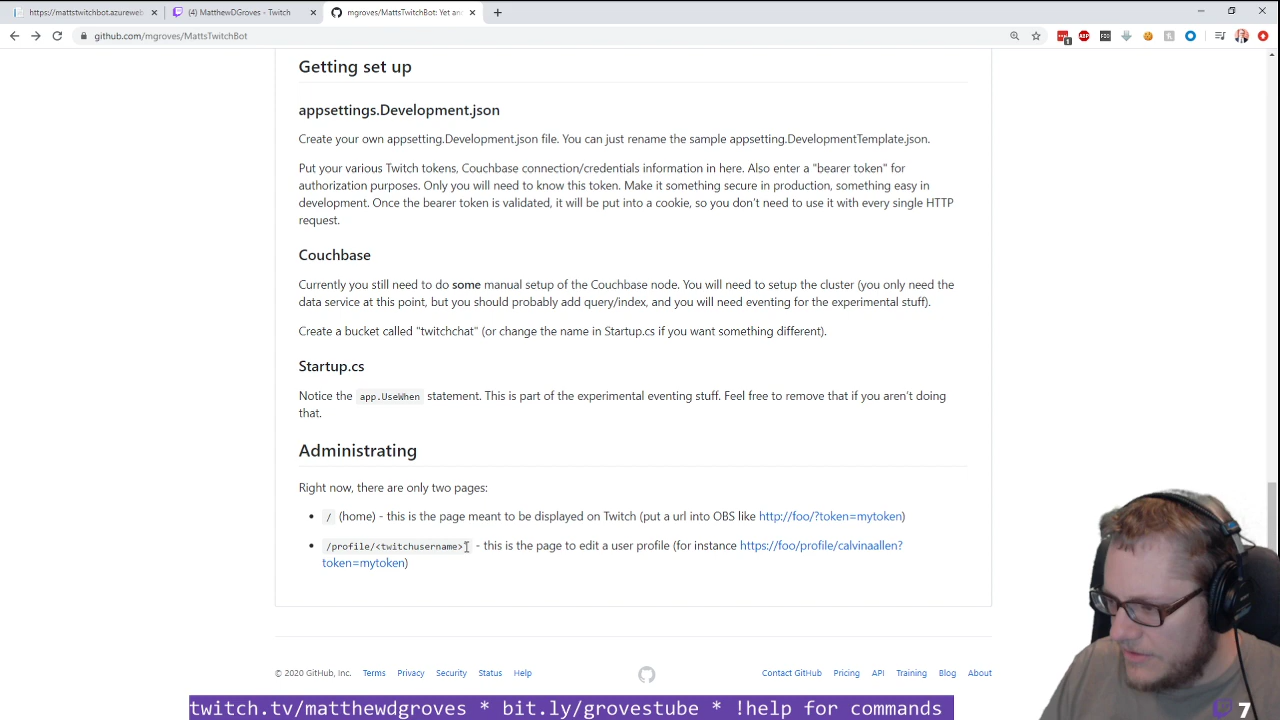 https://mattstwitchbot.azureweb
(4) MatthewDGroves - Twitch
mgroves/MattsTwitchBot: Yet an
github.com/mgroves/MattsTwitchBot
Getting set up
appsettings.Development.json
Create your own appsetting.Development.json file. You can just rename the sample appsetting.DevelopmentTemplate.json.
Put your various Twitch tokens, Couchbase connection/credentials information in here. Also enter a "bearer token" for
authorization purposes. Only you will need to know this token. Make it something secure in production, something easy in
development. Once the bearer token is validated, it will be put into a cookie, so you don't need to use it with every single HTTP
request.
Couchbase
Currently you still need to do some manual setup of the Couchbase node. You will need to setup the cluster (you only need the
data service at this point, but you should probably add query/index, and you will need eventing for the experimental stuff).
Create a bucket called "twitchchat" (or change the name in Startup.cs if you want something different).
Startup.cs
Notice the app.UseWhen statement. This is part of the experimental eventing stuff. Feel free to remove that if you aren't doing
that.
Administrating
Right now, there are only two pages:
• / (home) - this is the page meant to be displayed on Twitch (put a url into OBS like http://foo/?token=mytoken)
• /profile/<twitchusername> - this is the page to edit a user profile (for instance https://foo/profile/calvinaallen?
token=mytoken)
© 2020 GitHub, Inc. Terms Privacy Security Status Help Contact GitHub Pricing API Training Blog About
twitch.tv/matthewdgroves * bit.ly/grovestube * !help for commands
7